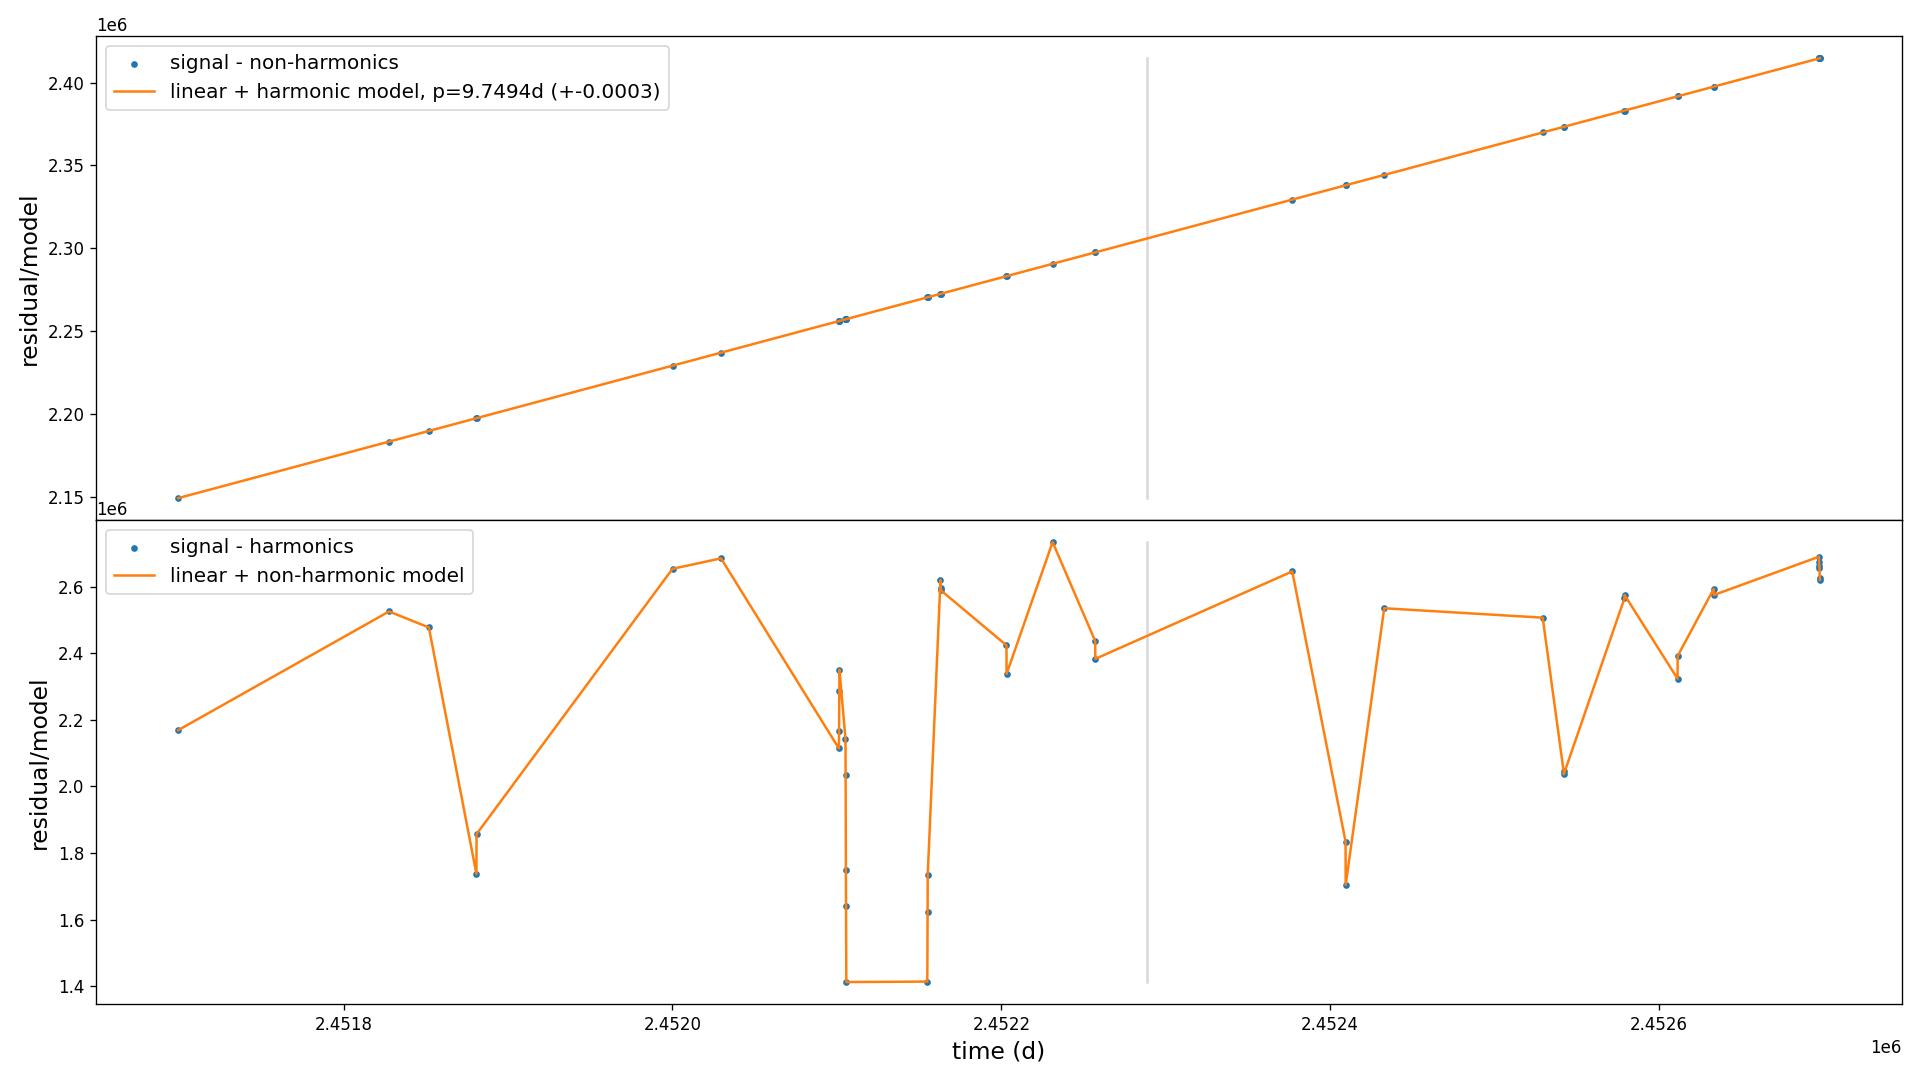 1e6
signal - non-harmonics
linear + harmonic model, p=9.7494d (+-0.0003)
2.40
2.35
2.30
2.25
2.20
2.15
residual/model
1e6
signal - harmonics
linear + non-harmonic model
2.6
2.4
2.2
2.0
1.8
1.6
1.4
residual/model
2.4518
2.4520
2.4522
2.4524
2.4526
time (d)
1e6